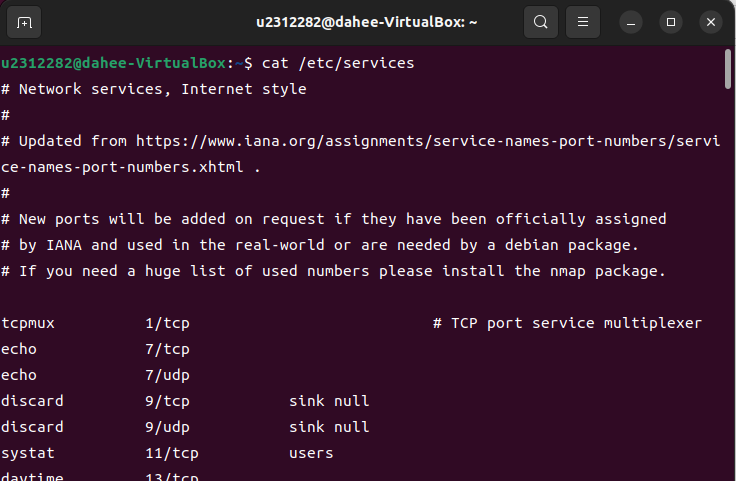 u2312282@dahee-VirtualBox: ~
u2312282@dahee-VirtualBox:~$ cat /etc/services
# Network services, Internet style
#
# Updated from https://www.iana.org/assignments/service-names-port-numbers/servi
ce-names-port-numbers.xhtml .
#
# New ports will be added on request if they have been officially assigned
# by IANA and used in the real-world or are needed by a debian package.
# If you need a huge list of used numbers please install the nmap package.
tcpmux 1/tcp # TCP port service multiplexer
echo 7/tcp
echo 7/udp
discard 9/tcp sink null
discard 9/udp sink null
systat 11/tcp users
daytime 13/tcp